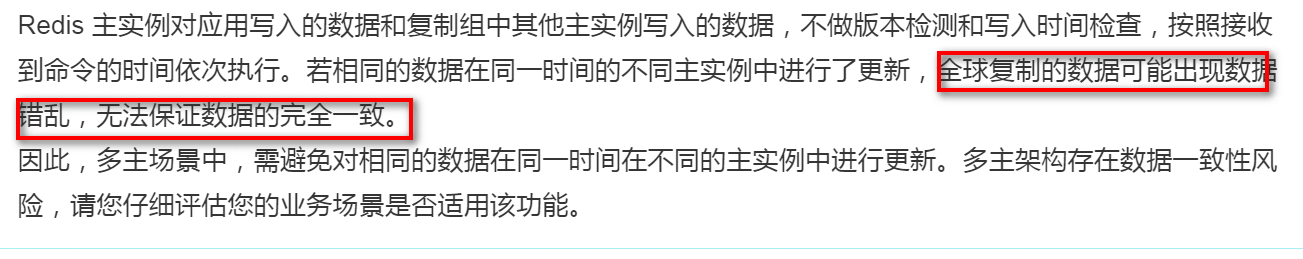 Redis 主实例对应用写入的数据和复制组中其他主实例写入的数据，不做版本检测和写入时间检查，按照接收
到命令的时间依次执行。若相同的数据在同一时间的不同主实例中进行了更新，全球复制的数据可能出现数据
错乱，无法保证数据的完全一致。
因此，多主场景中，需避免对相同的数据在同一时间在不同的主实例中进行更新。多主架构存在数据一致性风
险，请您仔细评估您的业务场景是否适用该功能。